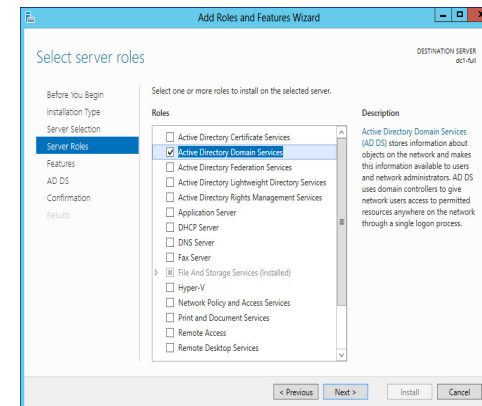 Add Roles and Features Wizard
Select server roles
DESTINATION SERVER
dc1-full
Before You Begin
Installation Type
Server Selection
Server Roles
Features
AD DS
Confirmation
Results
Select one or more roles to install on the selected server.
Roles
Active Directory Certificate Services
Active Directory Domain Services
Active Directory Federation Services
Active Directory Lightweight Directory Services
Active Directory Rights Management Services
Application Server
DHCP Server
DNS Server
Fax Server
File And Storage Services (Installed)
Hyper-V
Network Policy and Access Services
Print and Document Services
Remote Access
Remote Desktop Services
Description
Active Directory Domain Services
(AD DS) stores information about
objects on the network and makes
this information available to users
and network administrators. AD DS
uses domain controllers to give
network users access to permitted
resources anywhere on the network
through a single logon process.
< Previous
Next >
Install
Cancel